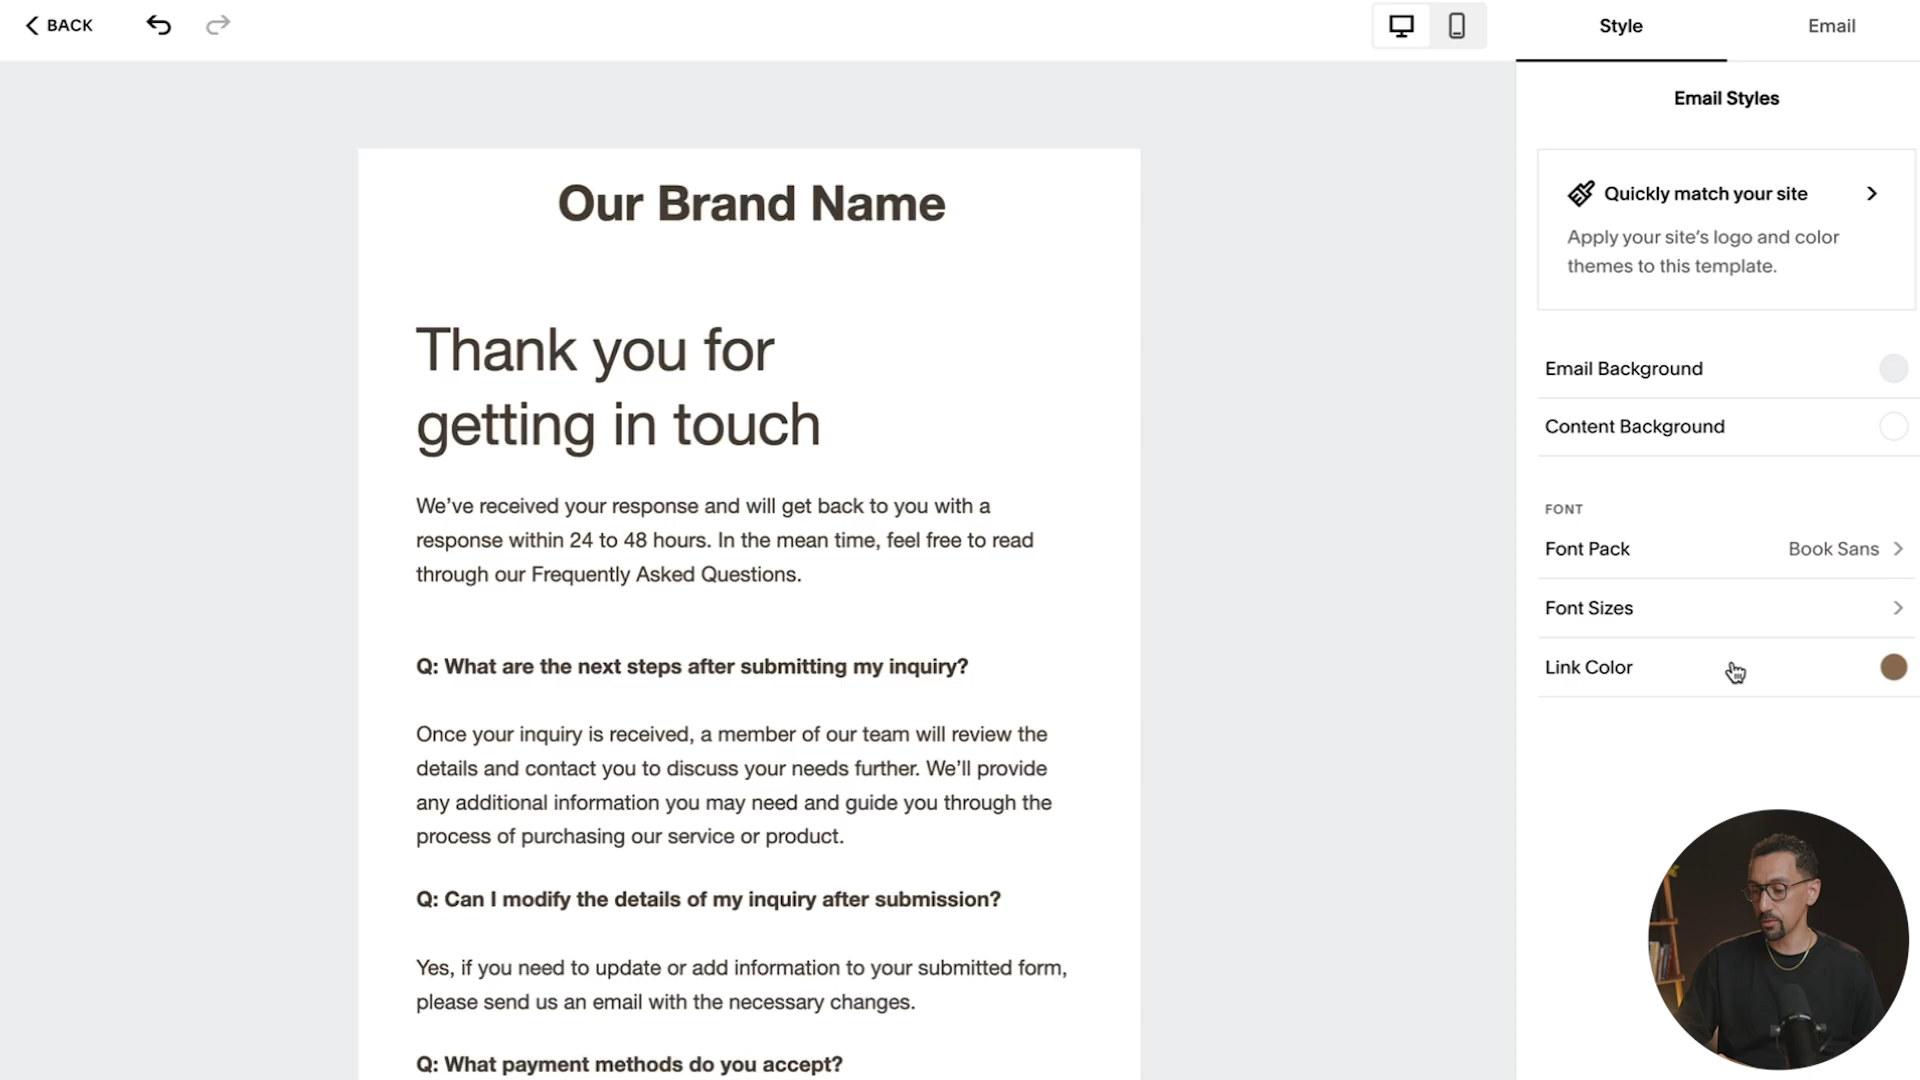 BACK
Style
Email
Email Styles
Quickly match your site
Apply your site's logo and color
themes to this template.
Email Background
Content Background
FONT
Font Pack
Book Sans
Font Sizes
Link Color
Our Brand Name
Thank you for
getting in touch
We've received your response and will get back to you with a
response within 24 to 48 hours. In the mean time, feel free to read
through our Frequently Asked Questions.
Q: What are the next steps after submitting my inquiry?
Once your inquiry is received, a member of our team will review the
details and contact you to discuss your needs further. We'll provide
any additional information you may need and guide you through the
process of purchasing our service or product.
Q: Can I modify the details of my inquiry after submission?
Yes, if you need to update or add information to your submitted form,
please send us an email with the necessary changes.
Q: What payment methods do you accept?